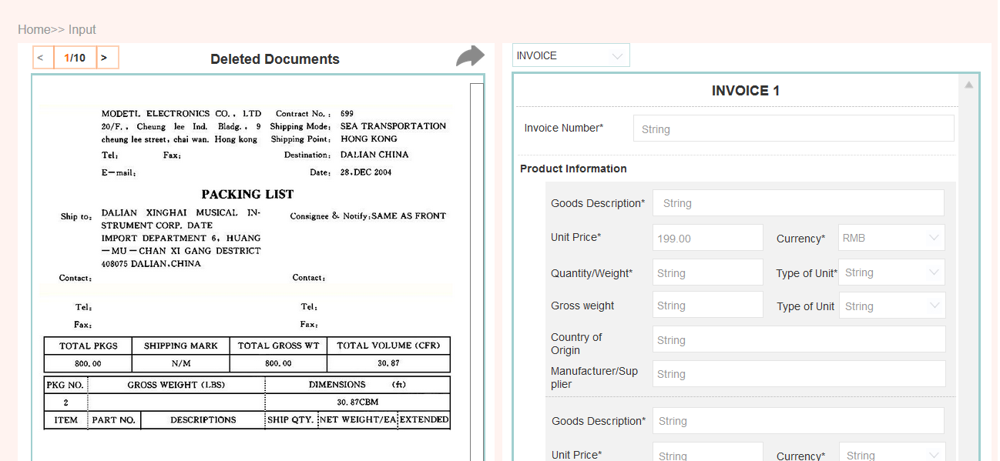 Home>> Input
< 1/10 >
Deleted Documents
MODETL ELECTRONICS CO., LTD
20/F., Cheung lee Ind. Bladg., 9
cheung lee street, chai wan. Hong kong
Tel: Fax:
E-mail:
Contract No.: 699
Shipping Mode: SEA TRANSPORTATION
Shipping Point: HONG KONG
Destination: DALIAN CHINA
Date: 28.DEC 2004
PACKING LIST
Ship to: DALIAN XINGHAI MUSICAL IN-
STRUMENT CORP. DATE
IMPORT DEPARTMENT 6, HUANG
—MU—CHAN XI GANG DESTRICT
408075 DALIAN,CHINA
Consignee & Notify:SAME AS FRONT
Contact: Contact:
Tel: Tel:
Fax: Fax:
TOTAL PKGS SHIPPING MARK TOTAL GROSS WT TOTAL VOLUME (CFR)
800.00 N/M 800.00 30.87
PKG NO. GROSS WEIGHT (LBS) DIMENSIONS (ft)
2 30.87CBM
ITEM PART NO. DESCRIPTIONS SHIP QTY. NET WEIGHT/EA EXTENDED
INVOICE
INVOICE 1
Invoice Number* String
Product Information
Goods Description* String
Unit Price* 199.00 Currency* RMB
Quantity/Weight* String Type of Unit* String
Gross weight String Type of Unit String
Country of
Origin
String
Manufacturer/Sup
plier
String
Goods Description* String
Unit Price* String Currency* String